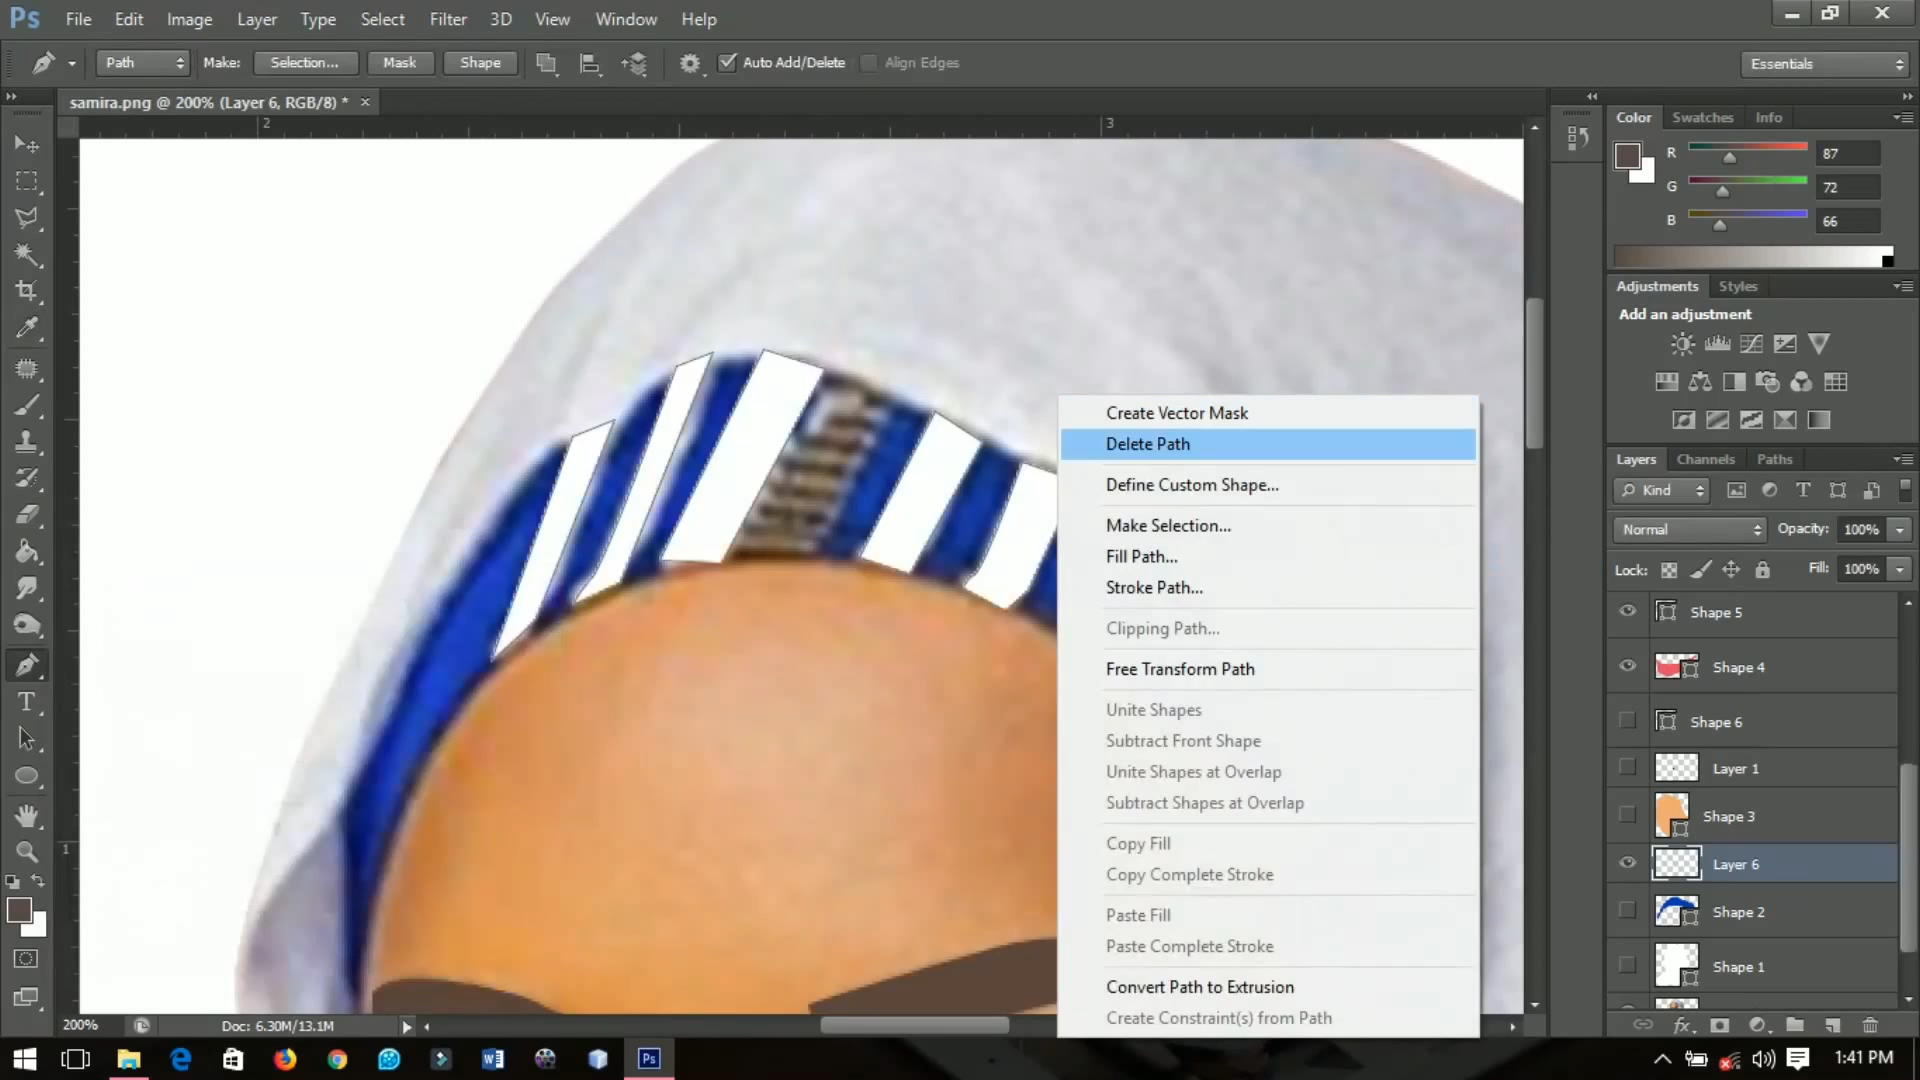 Ps File Edit Image Layer Type Select Filter 3D View Window Help
Path Make: Selection... Mask Shape Auto Add/Delete Align Edges Essentials
samira.png @ 200% (Layer 6, RGB/8) *
2 3
1
Create Vector Mask
Delete Path
Define Custom Shape...
Make Selection...
Fill Path...
Stroke Path...
Clipping Path...
Free Transform Path
Unite Shapes
Subtract Front Shape
Unite Shapes at Overlap
Subtract Shapes at Overlap
Copy Fill
Copy Complete Stroke
Paste Fill
Paste Complete Stroke
Convert Path to Extrusion
Create Constraint(s) from Path
Color Swatches Info
R 87
G 72
B 66
Adjustments Styles
Add an adjustment
Layers Channels Paths
Kind
Normal Opacity: 100%
Lock: Fill: 100%
Shape 5
Shape 4
Shape 6
Layer 1
Shape 3
Layer 6
Shape 2
Shape 1
fx
200% Doc: 6.30M/13.1M
Ps 1:41 PM